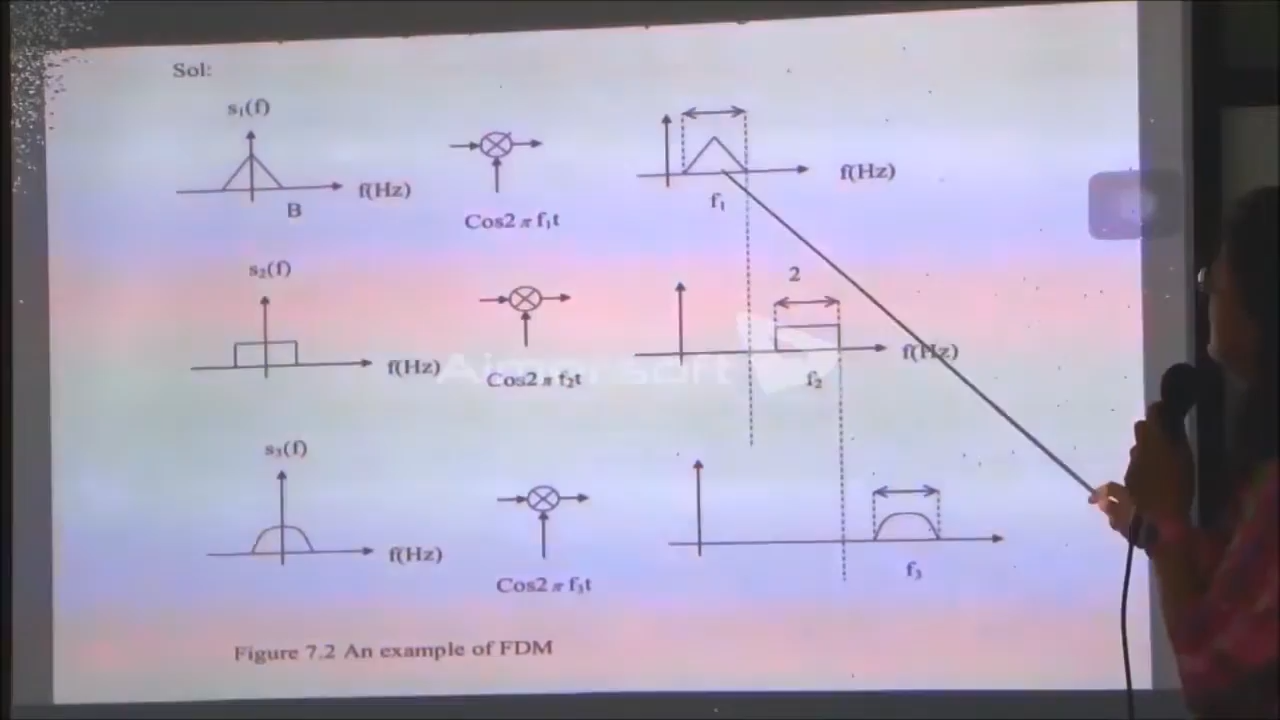 Sol:
s₁(f)
f(Hz)
B
Cos2 π f₁t
f(Hz)
f₁
s₂(f)
f(Hz)
Cos2 π f₂t
2
f(Hz)
f₂
s₃(f)
f(Hz)
Cos2 π f₃t
f₃
Figure 7.2 An example of FDM
Aimersoft